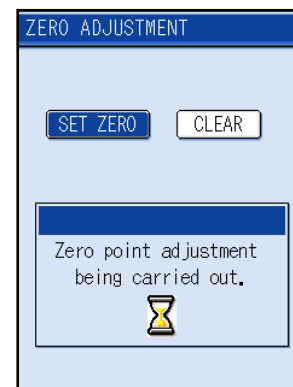 ZERO ADJUSTMENT
SET ZERO CLEAR
Zero point adjustment
being carried out.